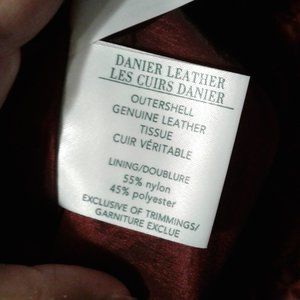 DANIER LEATHER
LES CUIRS DANIER
OUTERSHELL
GENUINE LEATHER
TISSUE
CUIR VÉRITABLE
LINING/DOUBLURE
55% nylon
45% polyester
EXCLUSIVE OF TRIMMINGS/
GARNITURE EXCLUE